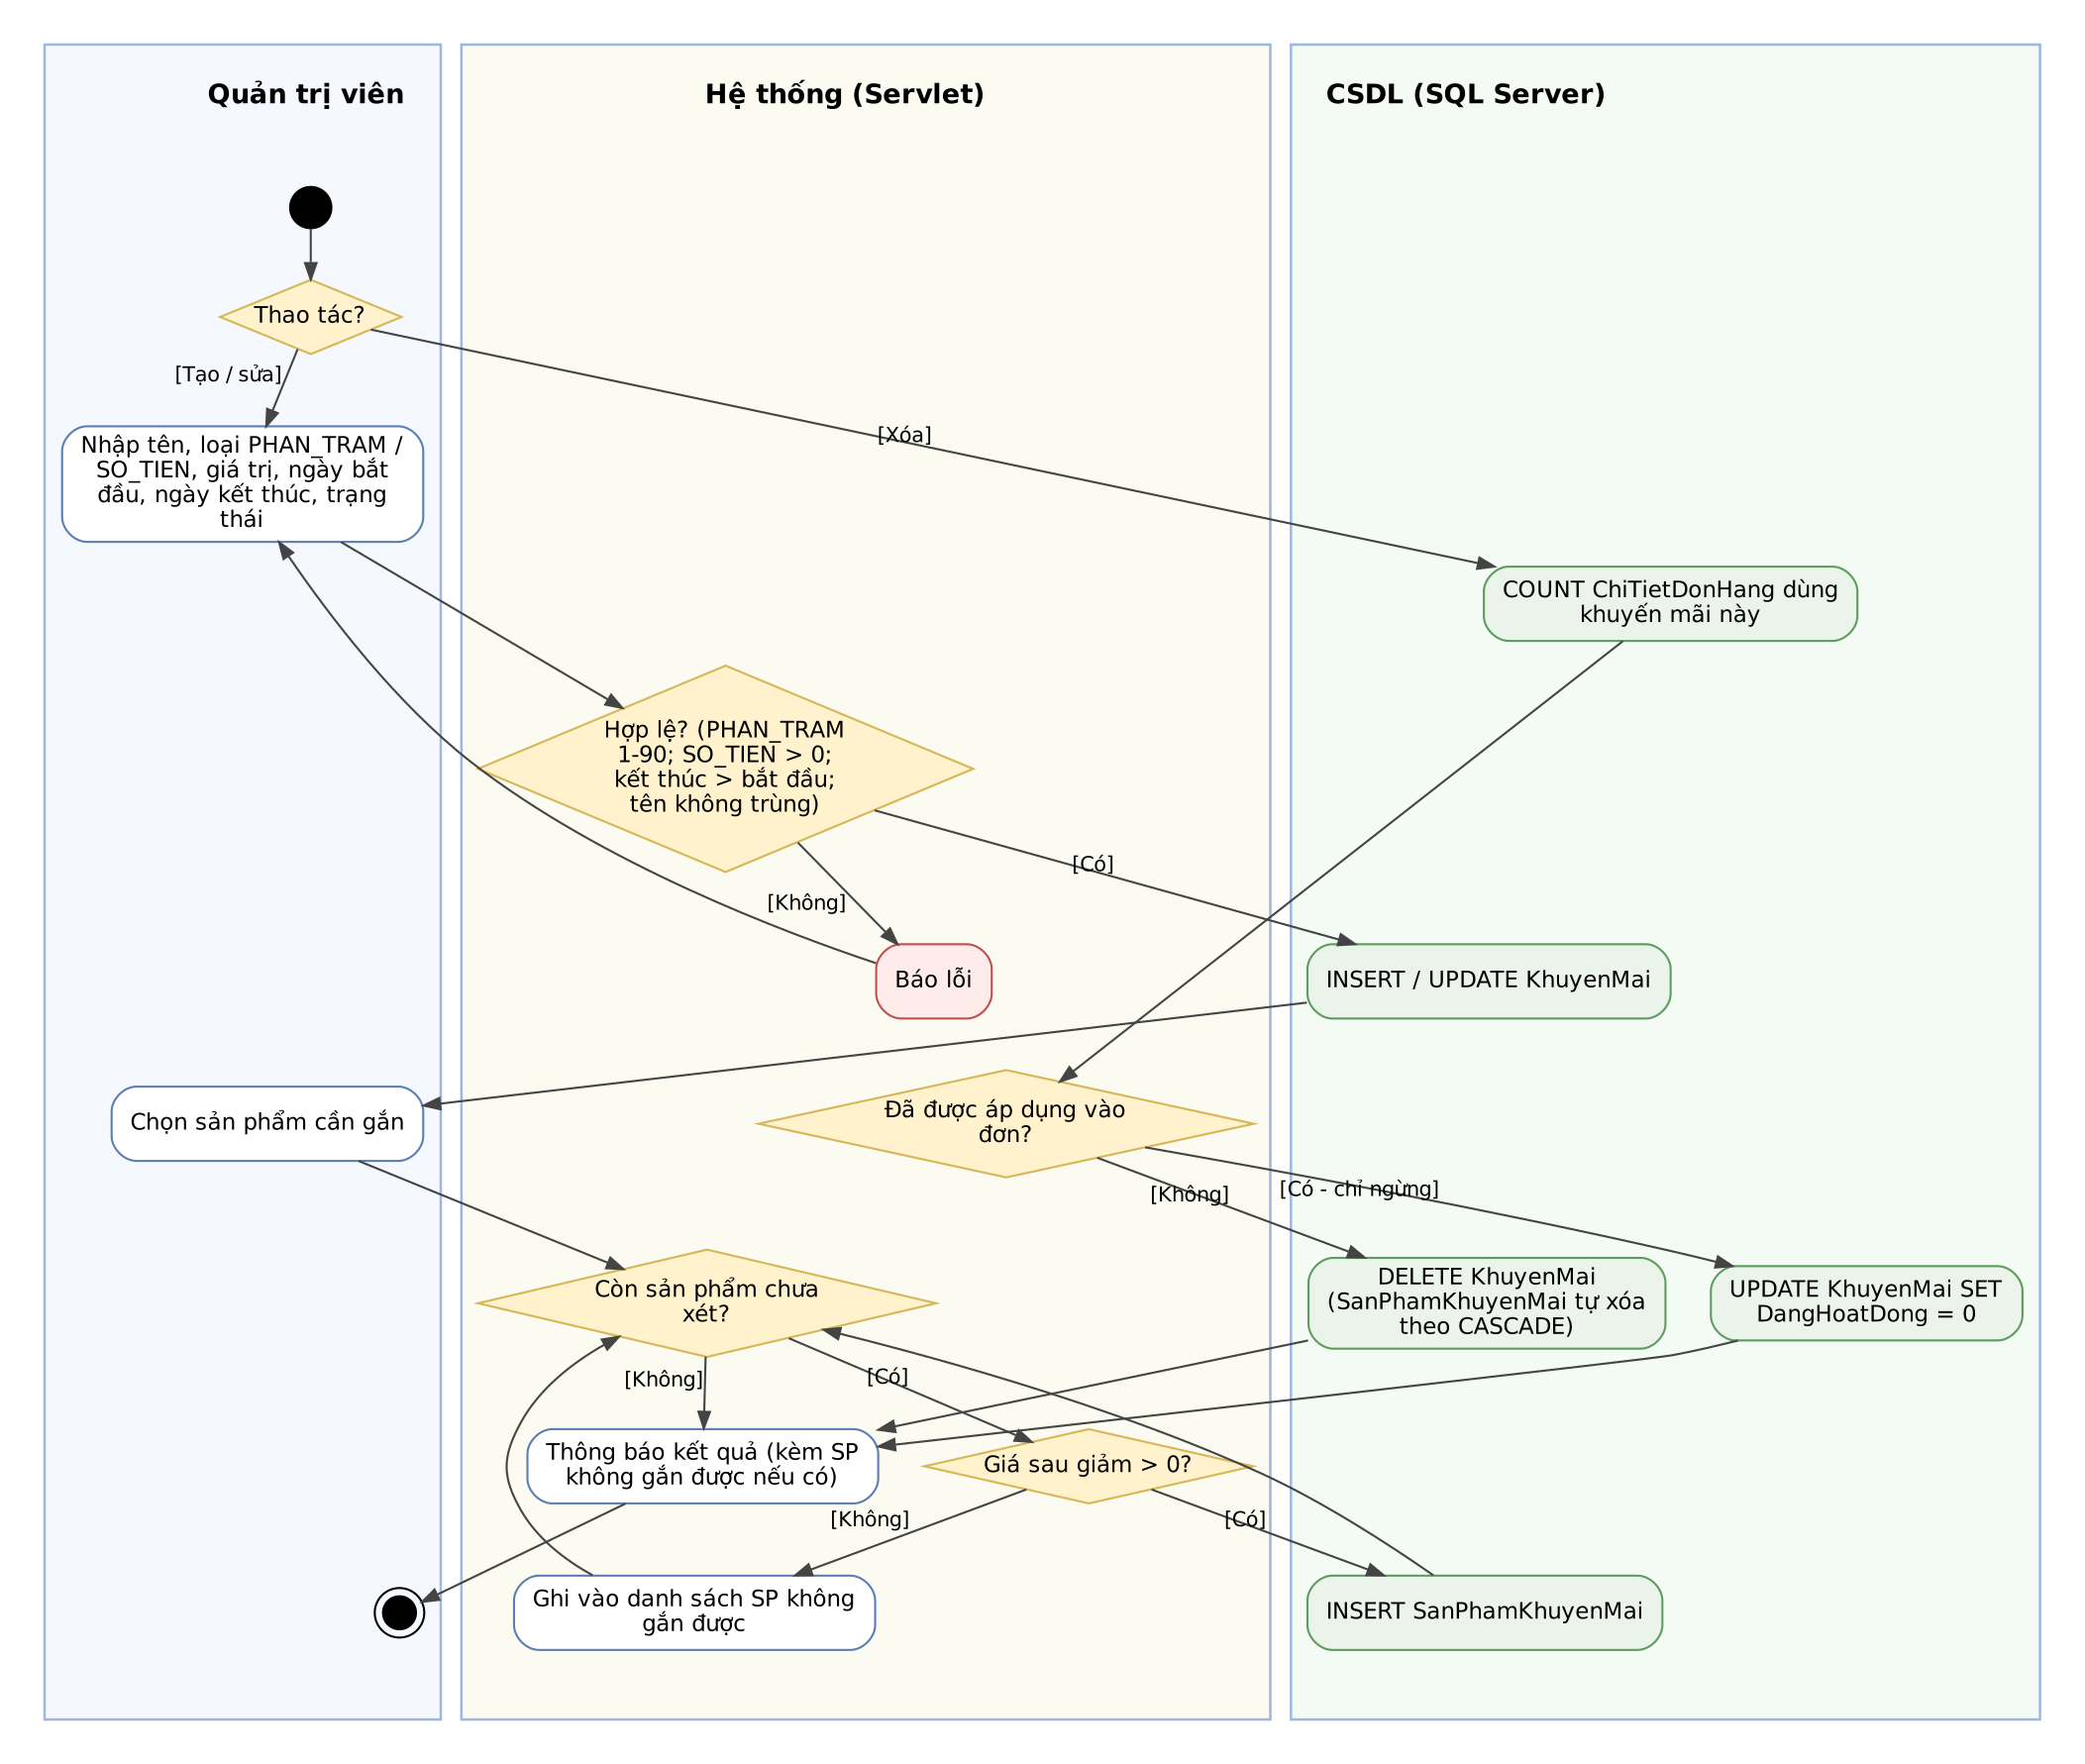 Quản trị viên
Hệ thống (Servlet)
CSDL (SQL Server)
Thao tác?
[Tạo / sửa]
[Xóa]
Nhập tên, loại PHAN_TRAM /
SO_TIEN, giá trị, ngày bắt
đầu, ngày kết thúc, trạng
thái
COUNT ChiTietDonHang dùng
khuyến mãi này
Hợp lệ? (PHAN_TRAM
1-90; SO_TIEN > 0;
kết thúc > bắt đầu;
tên không trùng)
[Có]
[Không]
Báo lỗi
INSERT / UPDATE KhuyenMai
Chọn sản phẩm cần gắn
Đã được áp dụng vào
đơn?
[Không]
[Có - chỉ ngừng]
Còn sản phẩm chưa
xét?
DELETE KhuyenMai
(SanPhamKhuyenMai tự xóa
theo CASCADE)
UPDATE KhuyenMai SET
DangHoatDong = 0
[Không]
[Có]
Thông báo kết quả (kèm SP
không gắn được nếu có)
Giá sau giảm > 0?
[Không]
[Có]
Ghi vào danh sách SP không
gắn được
INSERT SanPhamKhuyenMai